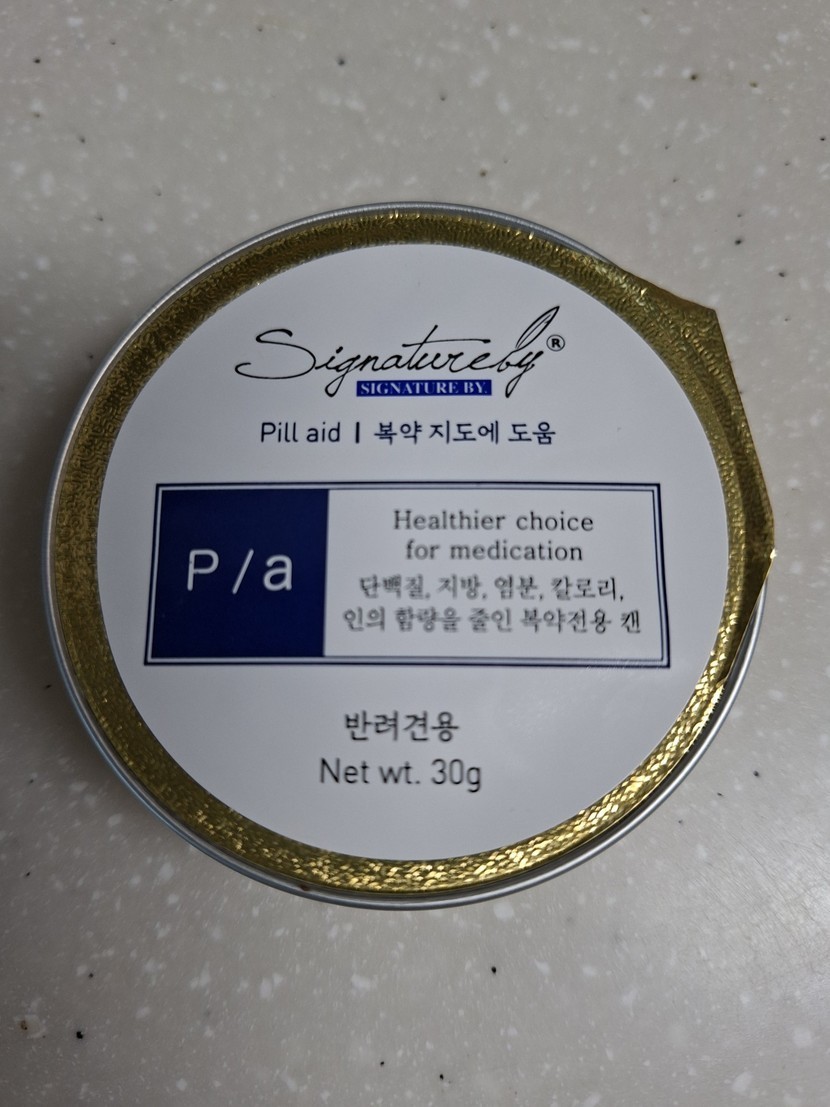 Signatureby®
SIGNATURE BY.
Pill aid | 복약 지도에 도움
P/a
Healthier choice
for medication
단백질, 지방, 염분, 칼로리,
인의 함량을 줄인 복약전용 캔
반려견용
Net wt. 30g